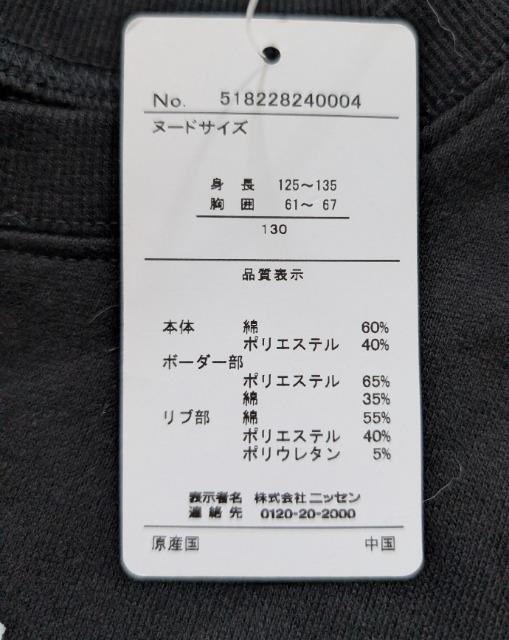 No. 518228240004
ヌードサイズ
身長 125～135
胸囲 61～ 67
130
品質表示
本体 綿 60%
ポリエステル 40%
ボーダー部
ポリエステル 65%
綿 35%
リブ部 綿 55%
ポリエステル 40%
ポリウレタン 5%
表示者名 株式会社ニッセン
連絡先 0120-20-2000
原産国 中国